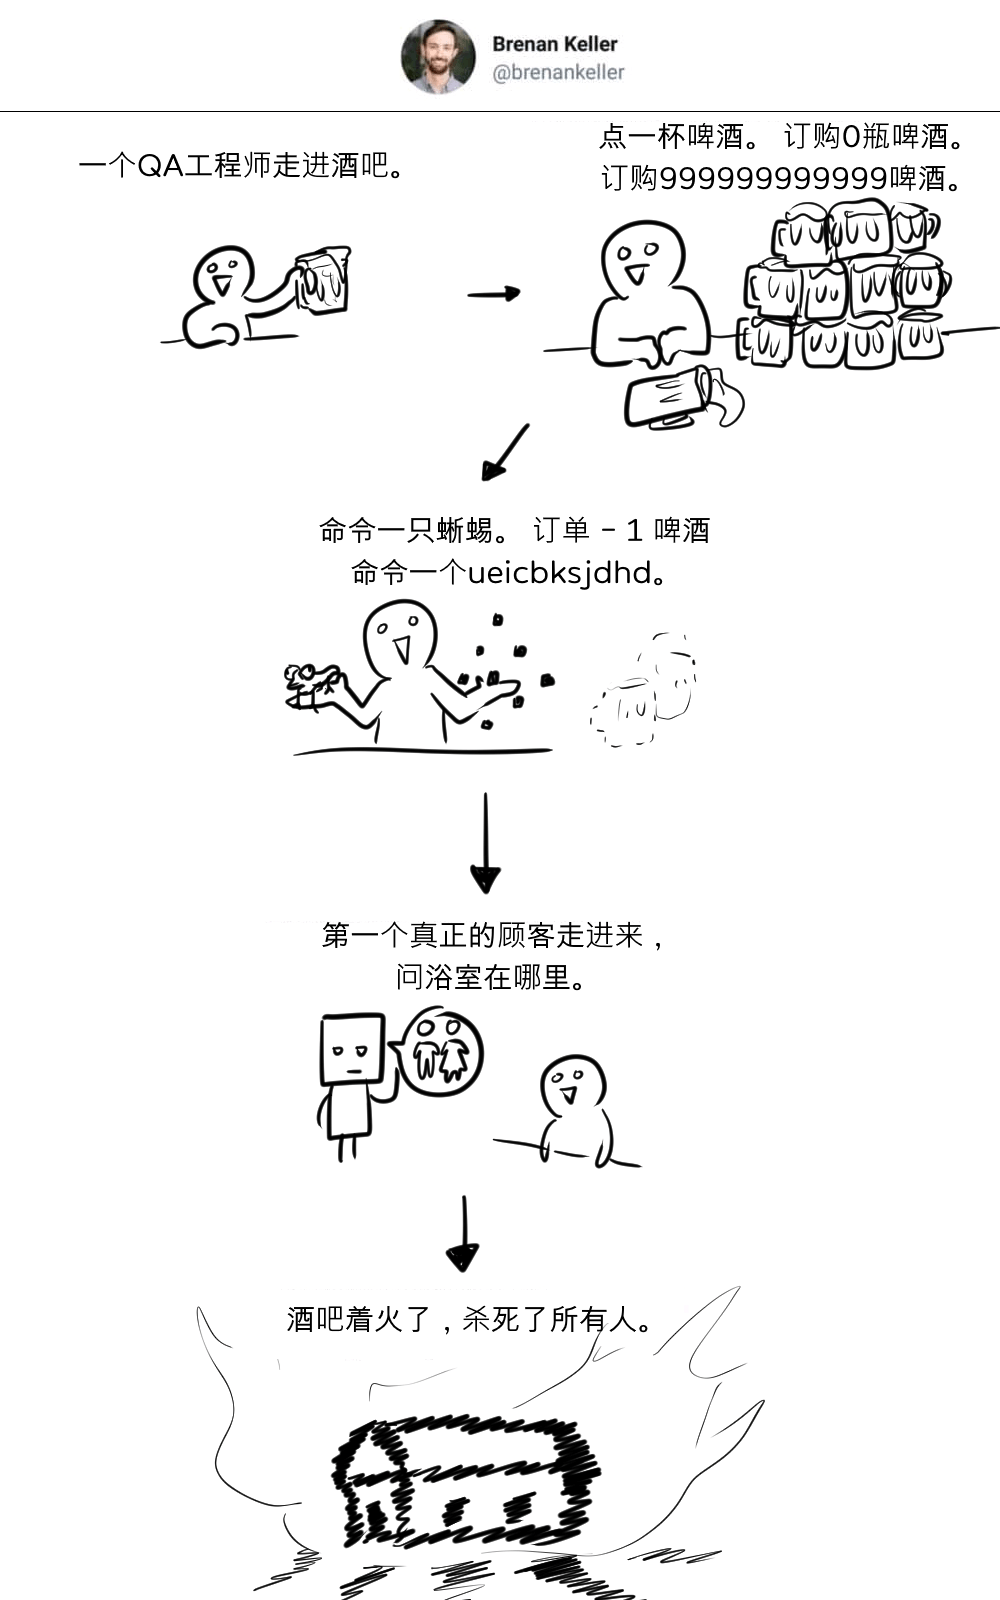 Brenan Keller
@brenankeller
一个QA工程师走进酒吧。
点一杯啤酒。 订购0瓶啤酒。
订购999999999999啤酒。
命令一只蜥蜴。 订单 - 1 啤酒
命令一个ueicbksjdhd。
第一个真正的顾客走进来，
问浴室在哪里。
酒吧着火了，杀死了所有人。